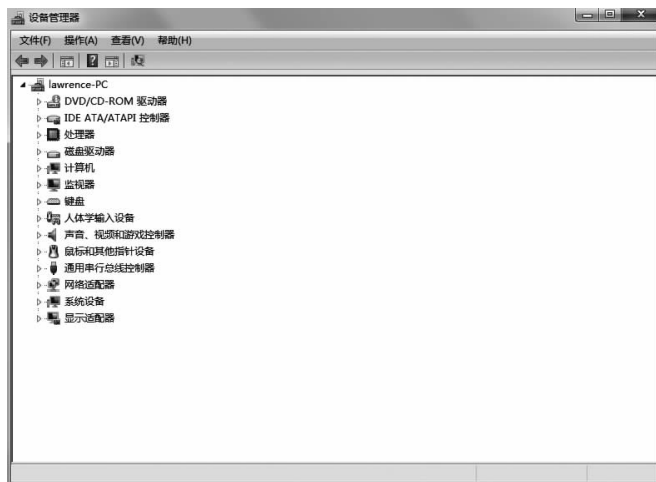 设备管理器
文件(F) 操作(A) 查看(V) 帮助(H)
lawrence-PC
DVD/CD-ROM 驱动器
IDE ATA/ATAPI 控制器
处理器
磁盘驱动器
计算机
监视器
键盘
人体学输入设备
声音、视频和游戏控制器
鼠标和其他指针设备
通用串行总线控制器
网络适配器
系统设备
显示适配器